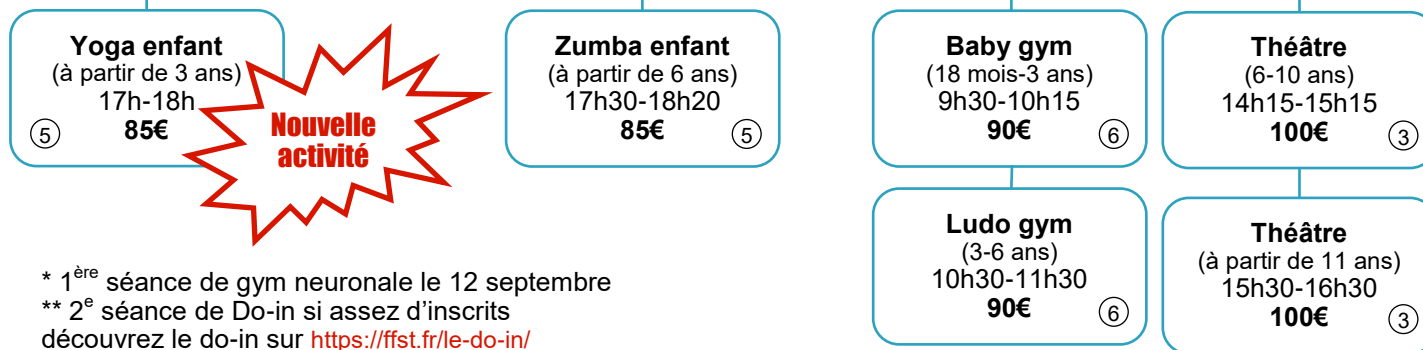 Yoga enfant
(à partir de 3 ans)
17h-18h
85€
5
Nouvelle
activité
Zumba enfant
(à partir de 6 ans)
17h30-18h20
85€
5
Baby gym
(18 mois-3 ans)
9h30-10h15
90€
6
Théâtre
(6-10 ans)
14h15-15h15
100€
3
Ludo gym
(3-6 ans)
10h30-11h30
90€
6
Théâtre
(à partir de 11 ans)
15h30-16h30
100€
3
* 1ère séance de gym neuronale le 12 septembre
** 2e séance de Do-in si assez d’inscrits
découvrez le do-in sur https://ffst.fr/le-do-in/